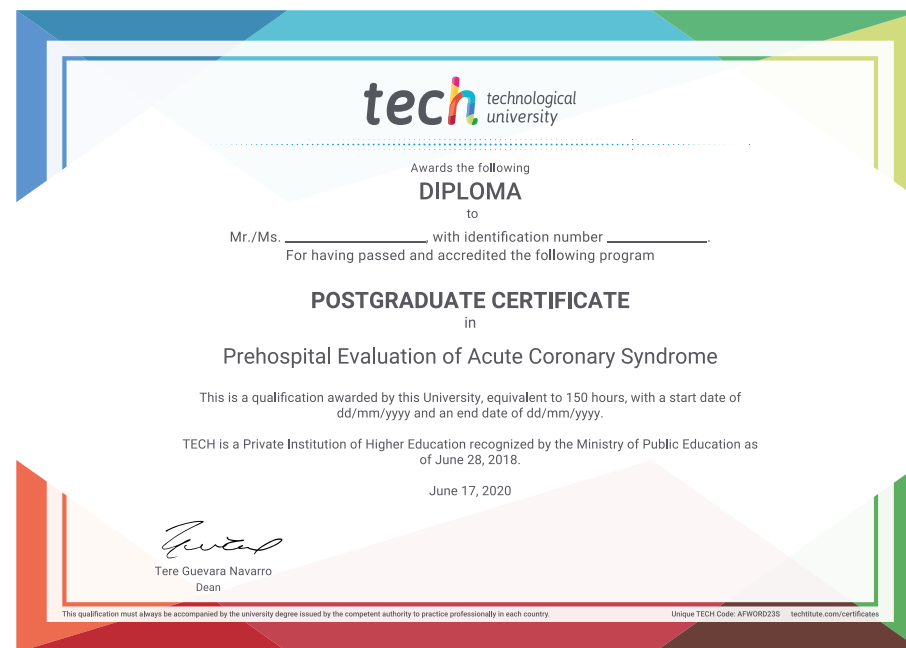 tech technological
university
Awards the following
DIPLOMA
to
Mr./Ms. ____________, with identification number ____________.
For having passed and accredited the following program
POSTGRADUATE CERTIFICATE
in
Prehospital Evaluation of Acute Coronary Syndrome
This is a qualification awarded by this University, equivalent to 150 hours, with a start date of
dd/mm/yyyy and an end date of dd/mm/yyyy.
TECH is a Private Institution of Higher Education recognized by the Ministry of Public Education as
of June 28, 2018.
June 17, 2020
Tere Guevara Navarro
Dean
This qualification must always be accompanied by the university degree issued by the competent authority to practice professionally in each country.
Unique TECH Code: AFWORD23S techtitute.com/certificates